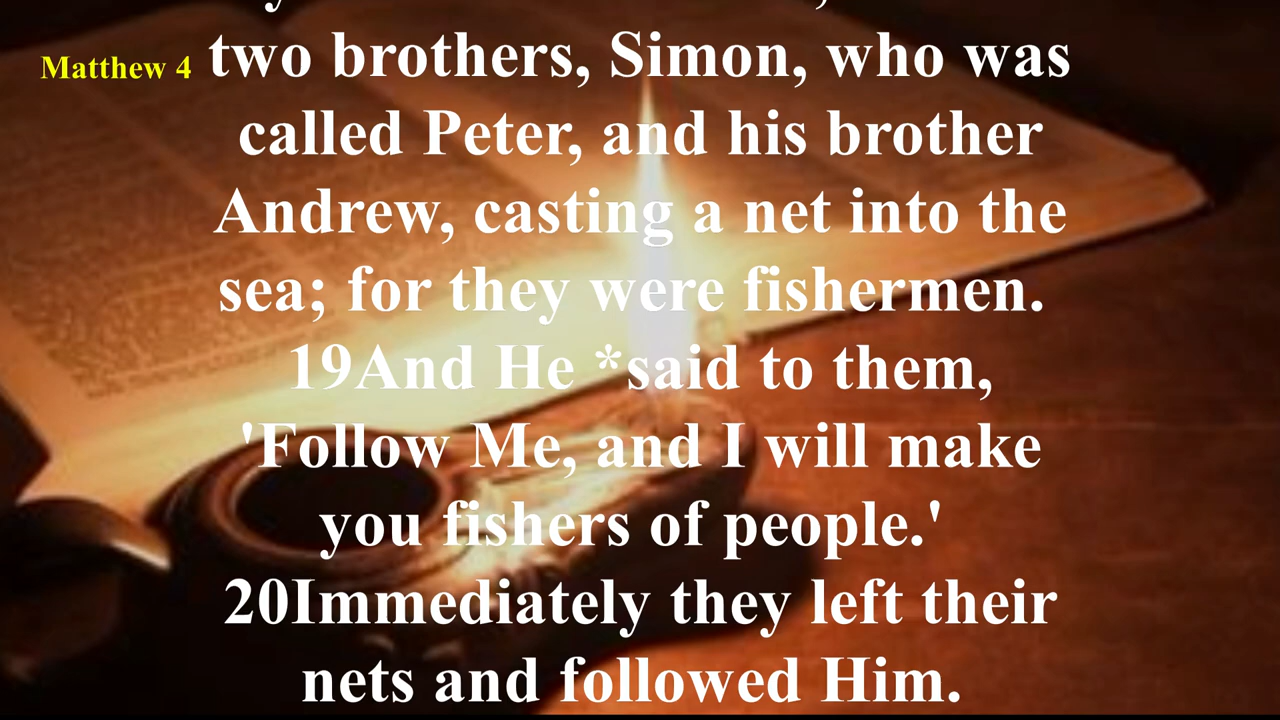 Matthew 4
two brothers, Simon, who was
called Peter, and his brother
Andrew, casting a net into the
sea; for they were fishermen.
19And He *said to them,
'Follow Me, and I will make
you fishers of people.'
20Immediately they left their
nets and followed Him.